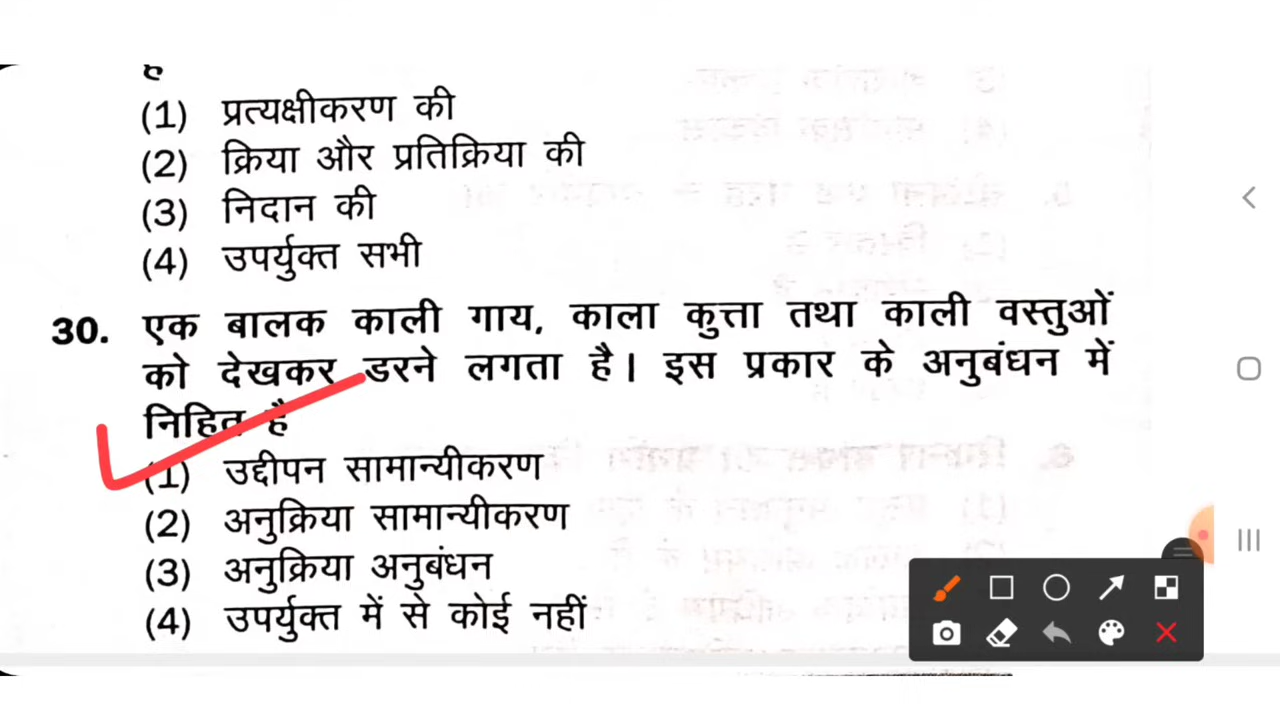 है
(1) प्रत्यक्षीकरण की
(2) क्रिया और प्रतिक्रिया की
(3) निदान की
(4) उपर्युक्त सभी
30. एक बालक काली गाय, काला कुत्ता तथा काली वस्तुओं
को देखकर डरने लगता है। इस प्रकार के अनुबंधन में
निहित है
(1) उद्दीपन सामान्यीकरण
(2) अनुक्रिया सामान्यीकरण
(3) अनुक्रिया अनुबंधन
(4) उपर्युक्त में से कोई नहीं